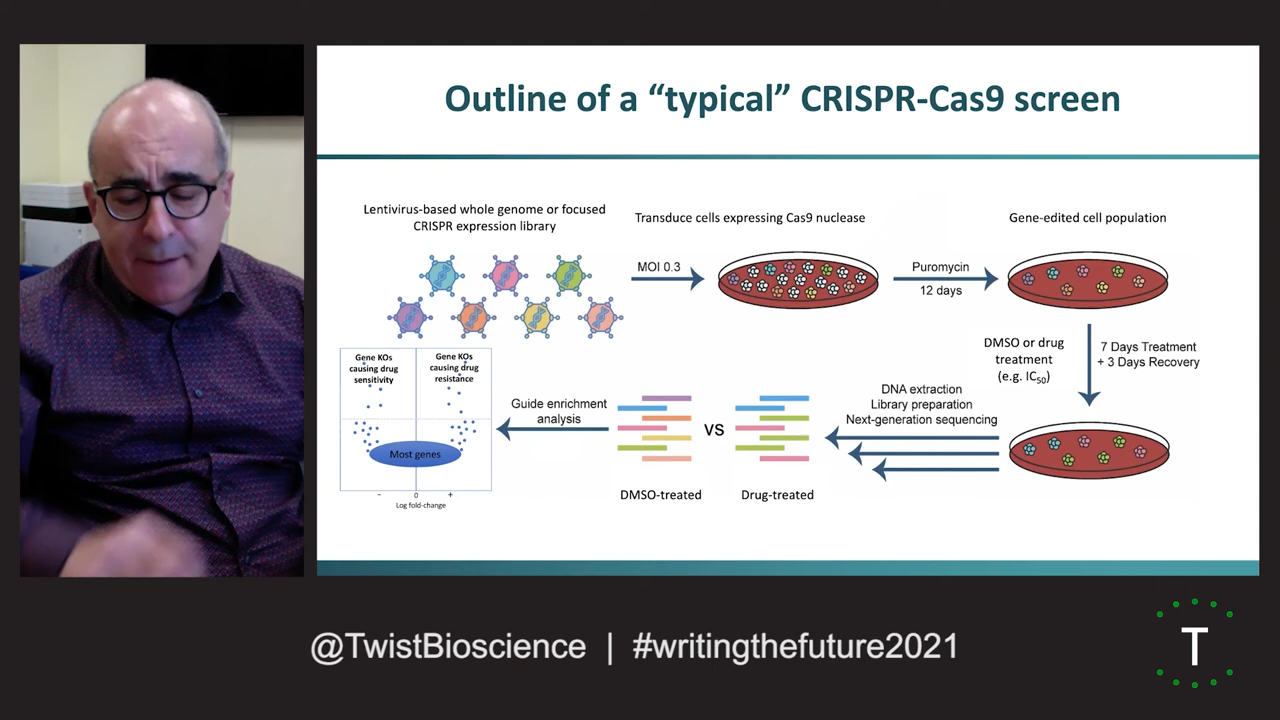 Outline of a “typical” CRISPR-Cas9 screen
Lentivirus-based whole genome or focused
CRISPR expression library
MOI 0.3
Transduce cells expressing Cas9 nuclease
Puromycin
12 days
Gene-edited cell population
DMSO or drug
treatment
(e.g. IC₅₀)
7 Days Treatment
+ 3 Days Recovery
DNA extraction
Library preparation
Next-generation sequencing
DMSO-treated
VS
Drug-treated
Guide enrichment
analysis
Gene KOs
causing drug
sensitivity
Gene KOs
causing drug
resistance
Most genes
- 0 +
Log fold-change
@TwistBioscience | #writingthefuture2021
T